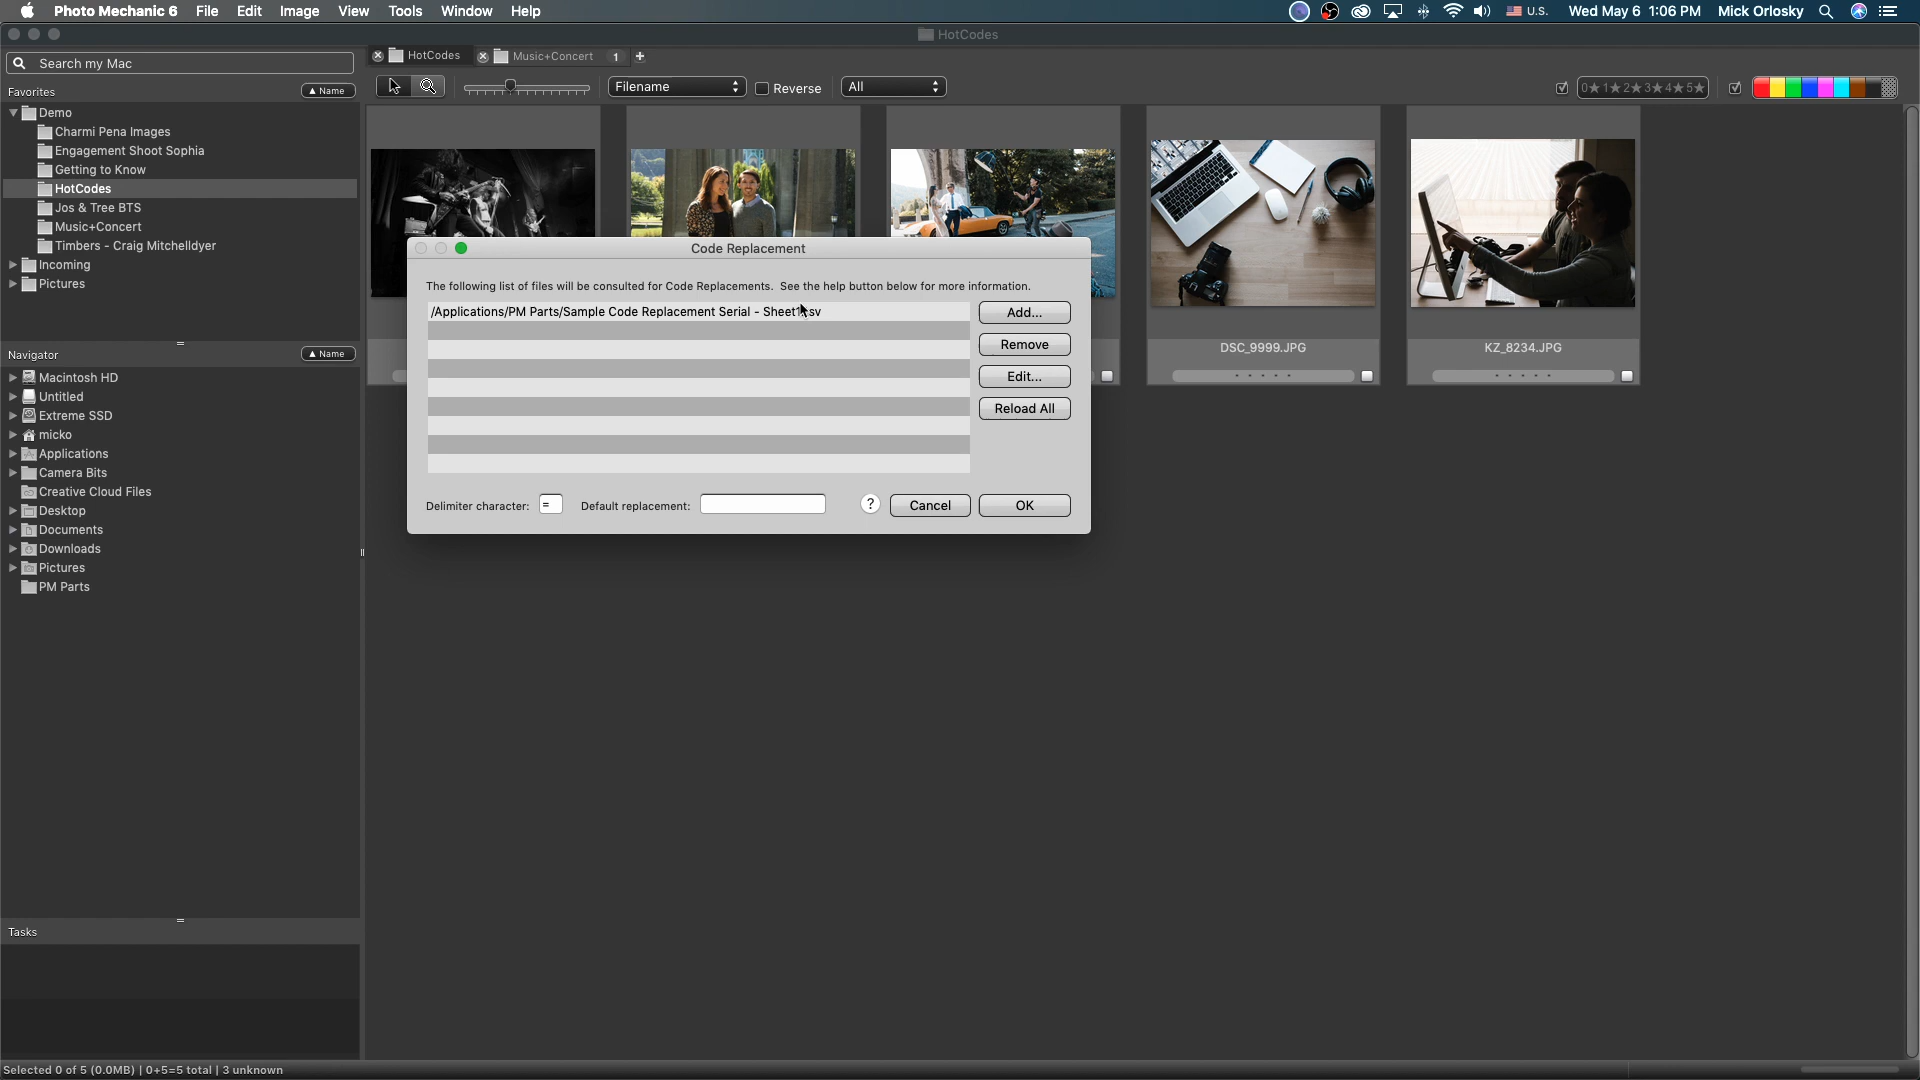 Photo Mechanic 6 File Edit Image View Tools Window Help U.S. Wed May 6 1:06 PM Mick Orlosky
HotCodes
Search my Mac
HotCodes Music+Concert 1 +
Filename Reverse All 0★1★2★3★4★5★
Favorites ▲ Name
Demo
Charmi Pena Images
Engagement Shoot Sophia
Getting to Know
HotCodes
Jos & Tree BTS
Music+Concert
Timbers - Craig Mitchelldyer
Incoming
Pictures
Navigator ▲ Name
Macintosh HD
Untitled
Extreme SSD
micko
Applications
Camera Bits
Creative Cloud Files
Desktop
Documents
Downloads
Pictures
PM Parts
Tasks
Code Replacement
The following list of files will be consulted for Code Replacements. See the help button below for more information.
/Applications/PM Parts/Sample Code Replacement Serial - Sheet1
Add...
Remove
Edit...
Reload All
Delimiter character: = Default replacement: ? Cancel OK
DSC_9999.JPG
KZ_8234.JPG
Selected 0 of 5 (0.0MB) | 0+5=5 total | 3 unknown